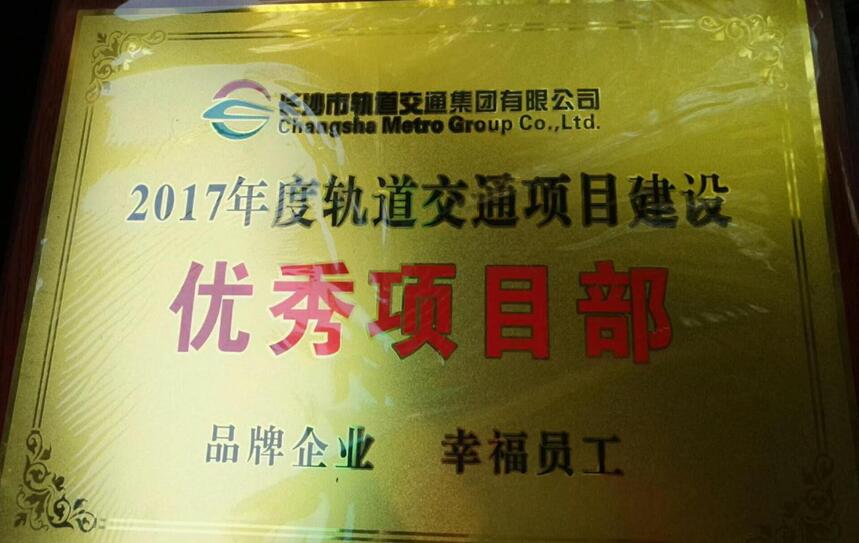 长沙市轨道交通集团有限公司
Changsha Metro Group Co.,Ltd.
2017年度轨道交通项目建设
优秀项目部
品牌企业 幸福员工